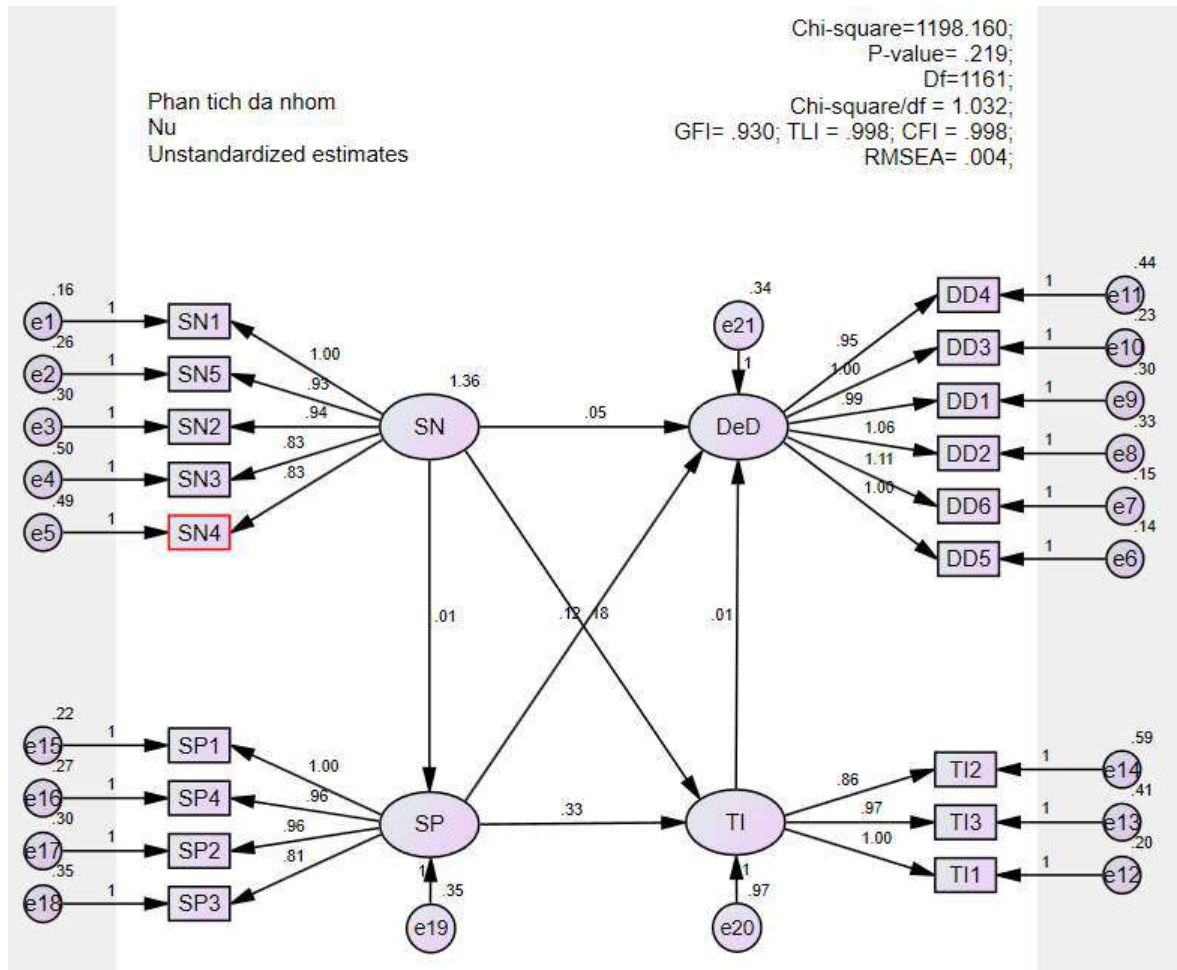 Chi-square=1198.160;
P-value= .219;
Df=1161;
Chi-square/df = 1.032;
GFI= .930; TLI = .998; CFI = .998;
RMSEA= .004;
Phan tich da nhom
Nu
Unstandardized estimates
.16
e1
1
SN1
1.00
.26
e2
1
SN5
.93
.30
e3
1
SN2
.94
.50
e4
1
SN3
.83
.49
e5
1
SN4
.83
SN
1.36
.05
.34
e21
1
DeD
.95
DD4
1
.44
e11
1.00
DD3
1
.23
e10
.99
DD1
1
.30
e9
1.06
DD2
1
.33
e8
1.11
DD6
1
.15
e7
1.00
DD5
1
.14
e6
.01
.12
.18
.01
.22
e15
1
SP1
1.00
.27
e16
1
SP4
.96
.30
e17
1
SP2
.96
.35
e18
1
SP3
.81
SP
1
.35
e19
.33
TI
1
.97
e20
.86
TI2
1
.59
e14
.97
TI3
1
.41
e13
1.00
TI1
1
.20
e12